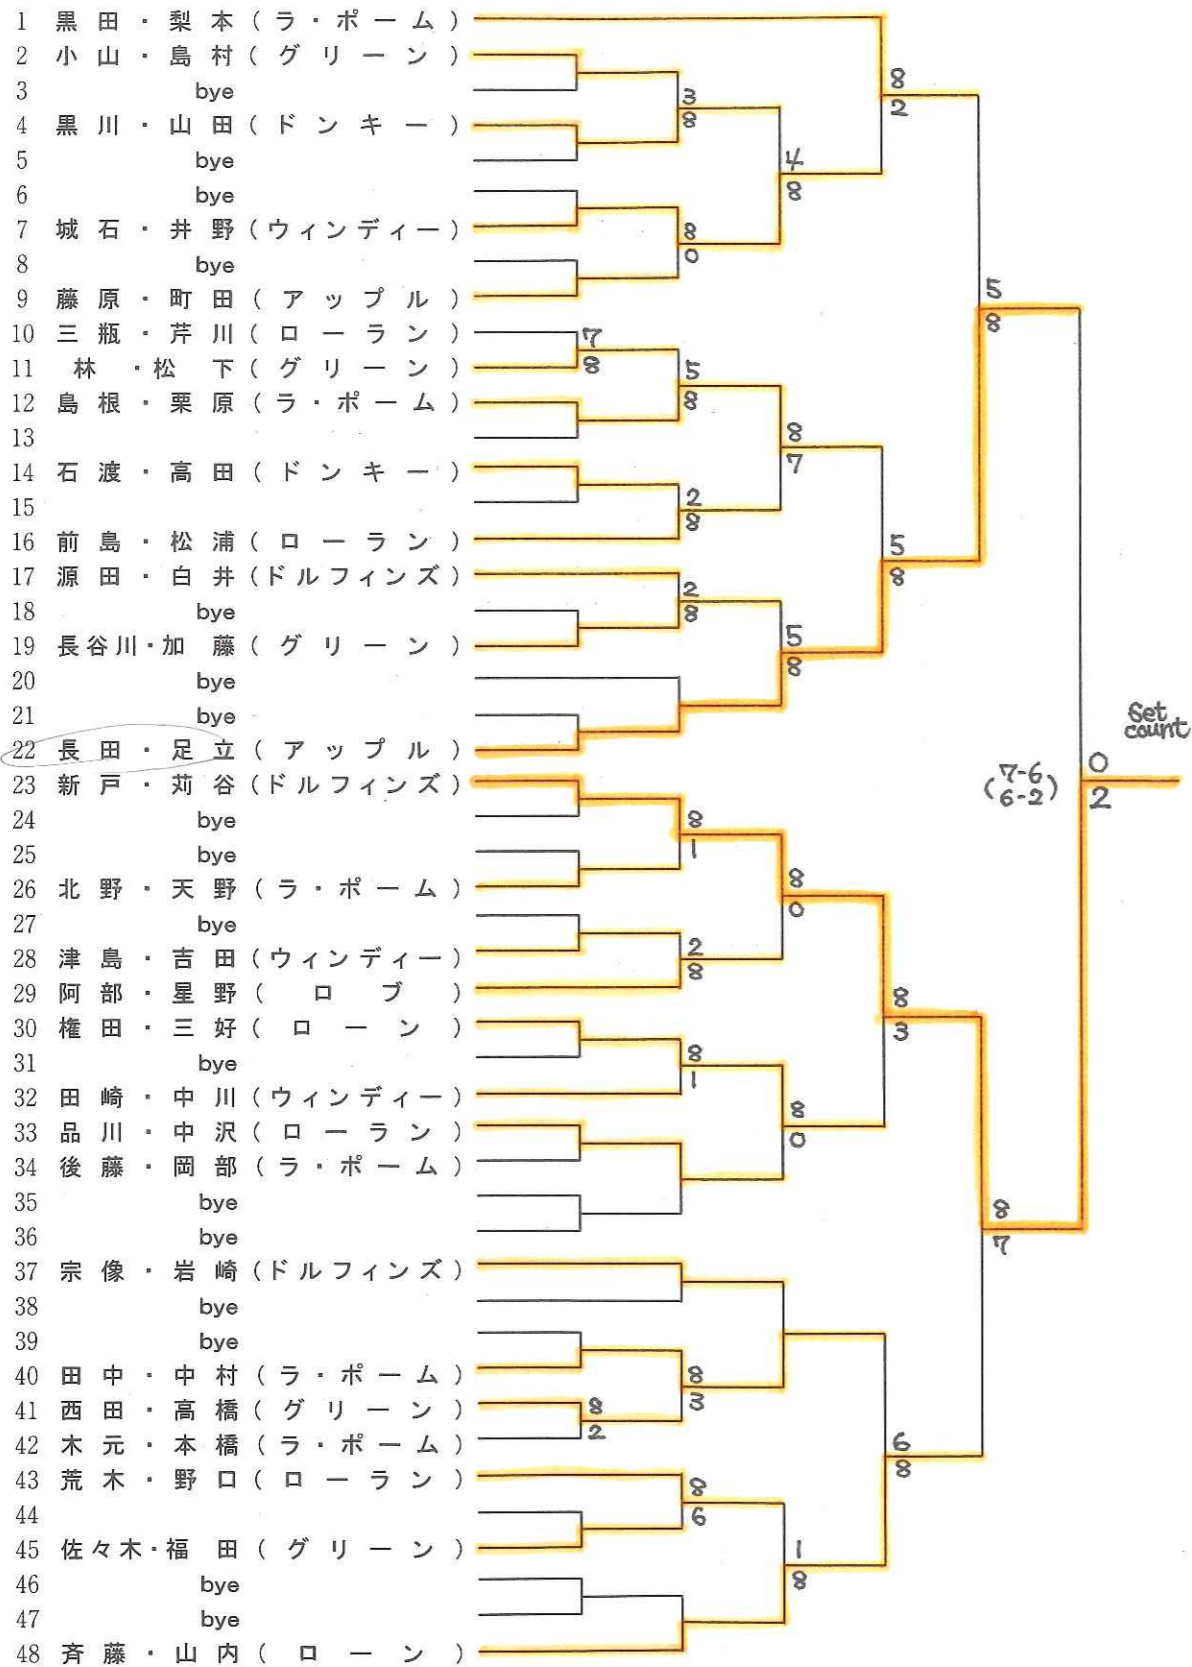 1 黒田・梨本(ラ・ポーム)
2 小山・島村(グリーン)
3 bye
4 黒川・山田(ドンキー)
5 bye
6 bye
7 城石・井野(ウィンディー)
8 bye
9 藤原・町田(アップル)
10 三瓶・芹川(ローラン)
11 林・松下(グリーン)
12 島根・栗原(ラ・ポーム)
13
14 石渡・高田(ドンキー)
15
16 前島・松浦(ローラン)
17 源田・白井(ドルフィンズ)
18 bye
19 長谷川・加藤(グリーン)
20 bye
21 bye
22 長田・足立(アップル)
23 新戸・苅谷(ドルフィンズ)
24 bye
25 bye
26 北野・天野(ラ・ポーム)
27 bye
28 津島・吉田(ウィンディー)
29 阿部・星野(ロブ)
30 権田・三好(ローン)
31 bye
32 田崎・中川(ウィンディー)
33 品川・中沢(ローラン)
34 後藤・岡部(ラ・ポーム)
35 bye
36 bye
37 宗像・岩崎(ドルフィンズ)
38 bye
39 bye
40 田中・中村(ラ・ポーム)
41 西田・高橋(グリーン)
42 木元・本橋(ラ・ポーム)
43 荒木・野口(ローラン)
44
45 佐々木・福田(グリーン)
46 bye
47 bye
48 斉藤・山内(ローン)
7
8
8
2
3
8
8
0
5
8
2
8
2
8
8
1
2
8
8
1
8
3
8
6
4
8
8
7
5
8
8
0
8
0
1
8
8
2
5
8
8
3
6
8
5
8
8
7
Set
count
(7-6
6-2)
0
2